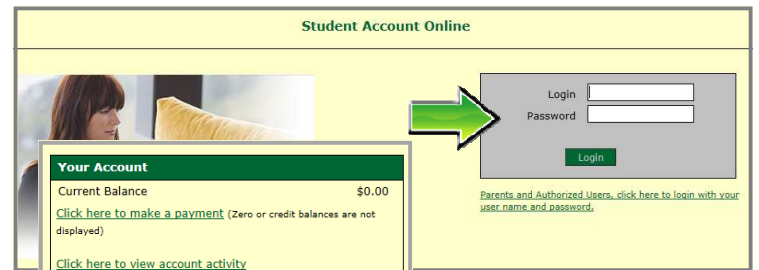 Student Account Online
Login
Password
Login
Parents and Authorized Users, click here to login with your
user name and password.
Your Account
Current Balance $0.00
Click here to make a payment (Zero or credit balances are not
displayed)
Click here to view account activity